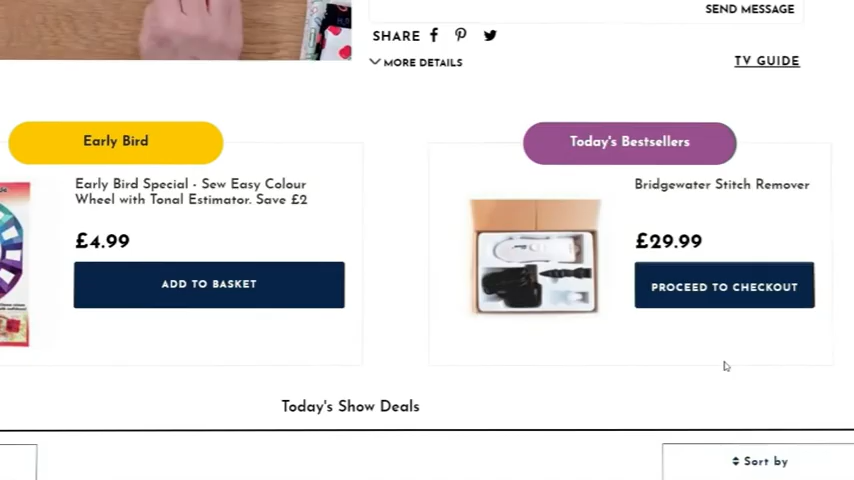 SEND MESSAGE
SHARE
MORE DETAILS
TV GUIDE
Early Bird
Early Bird Special - Sew Easy Colour
Wheel with Tonal Estimator. Save £2
£4.99
ADD TO BASKET
Today's Bestsellers
Bridgewater Stitch Remover
£29.99
PROCEED TO CHECKOUT
Today's Show Deals
Sort by